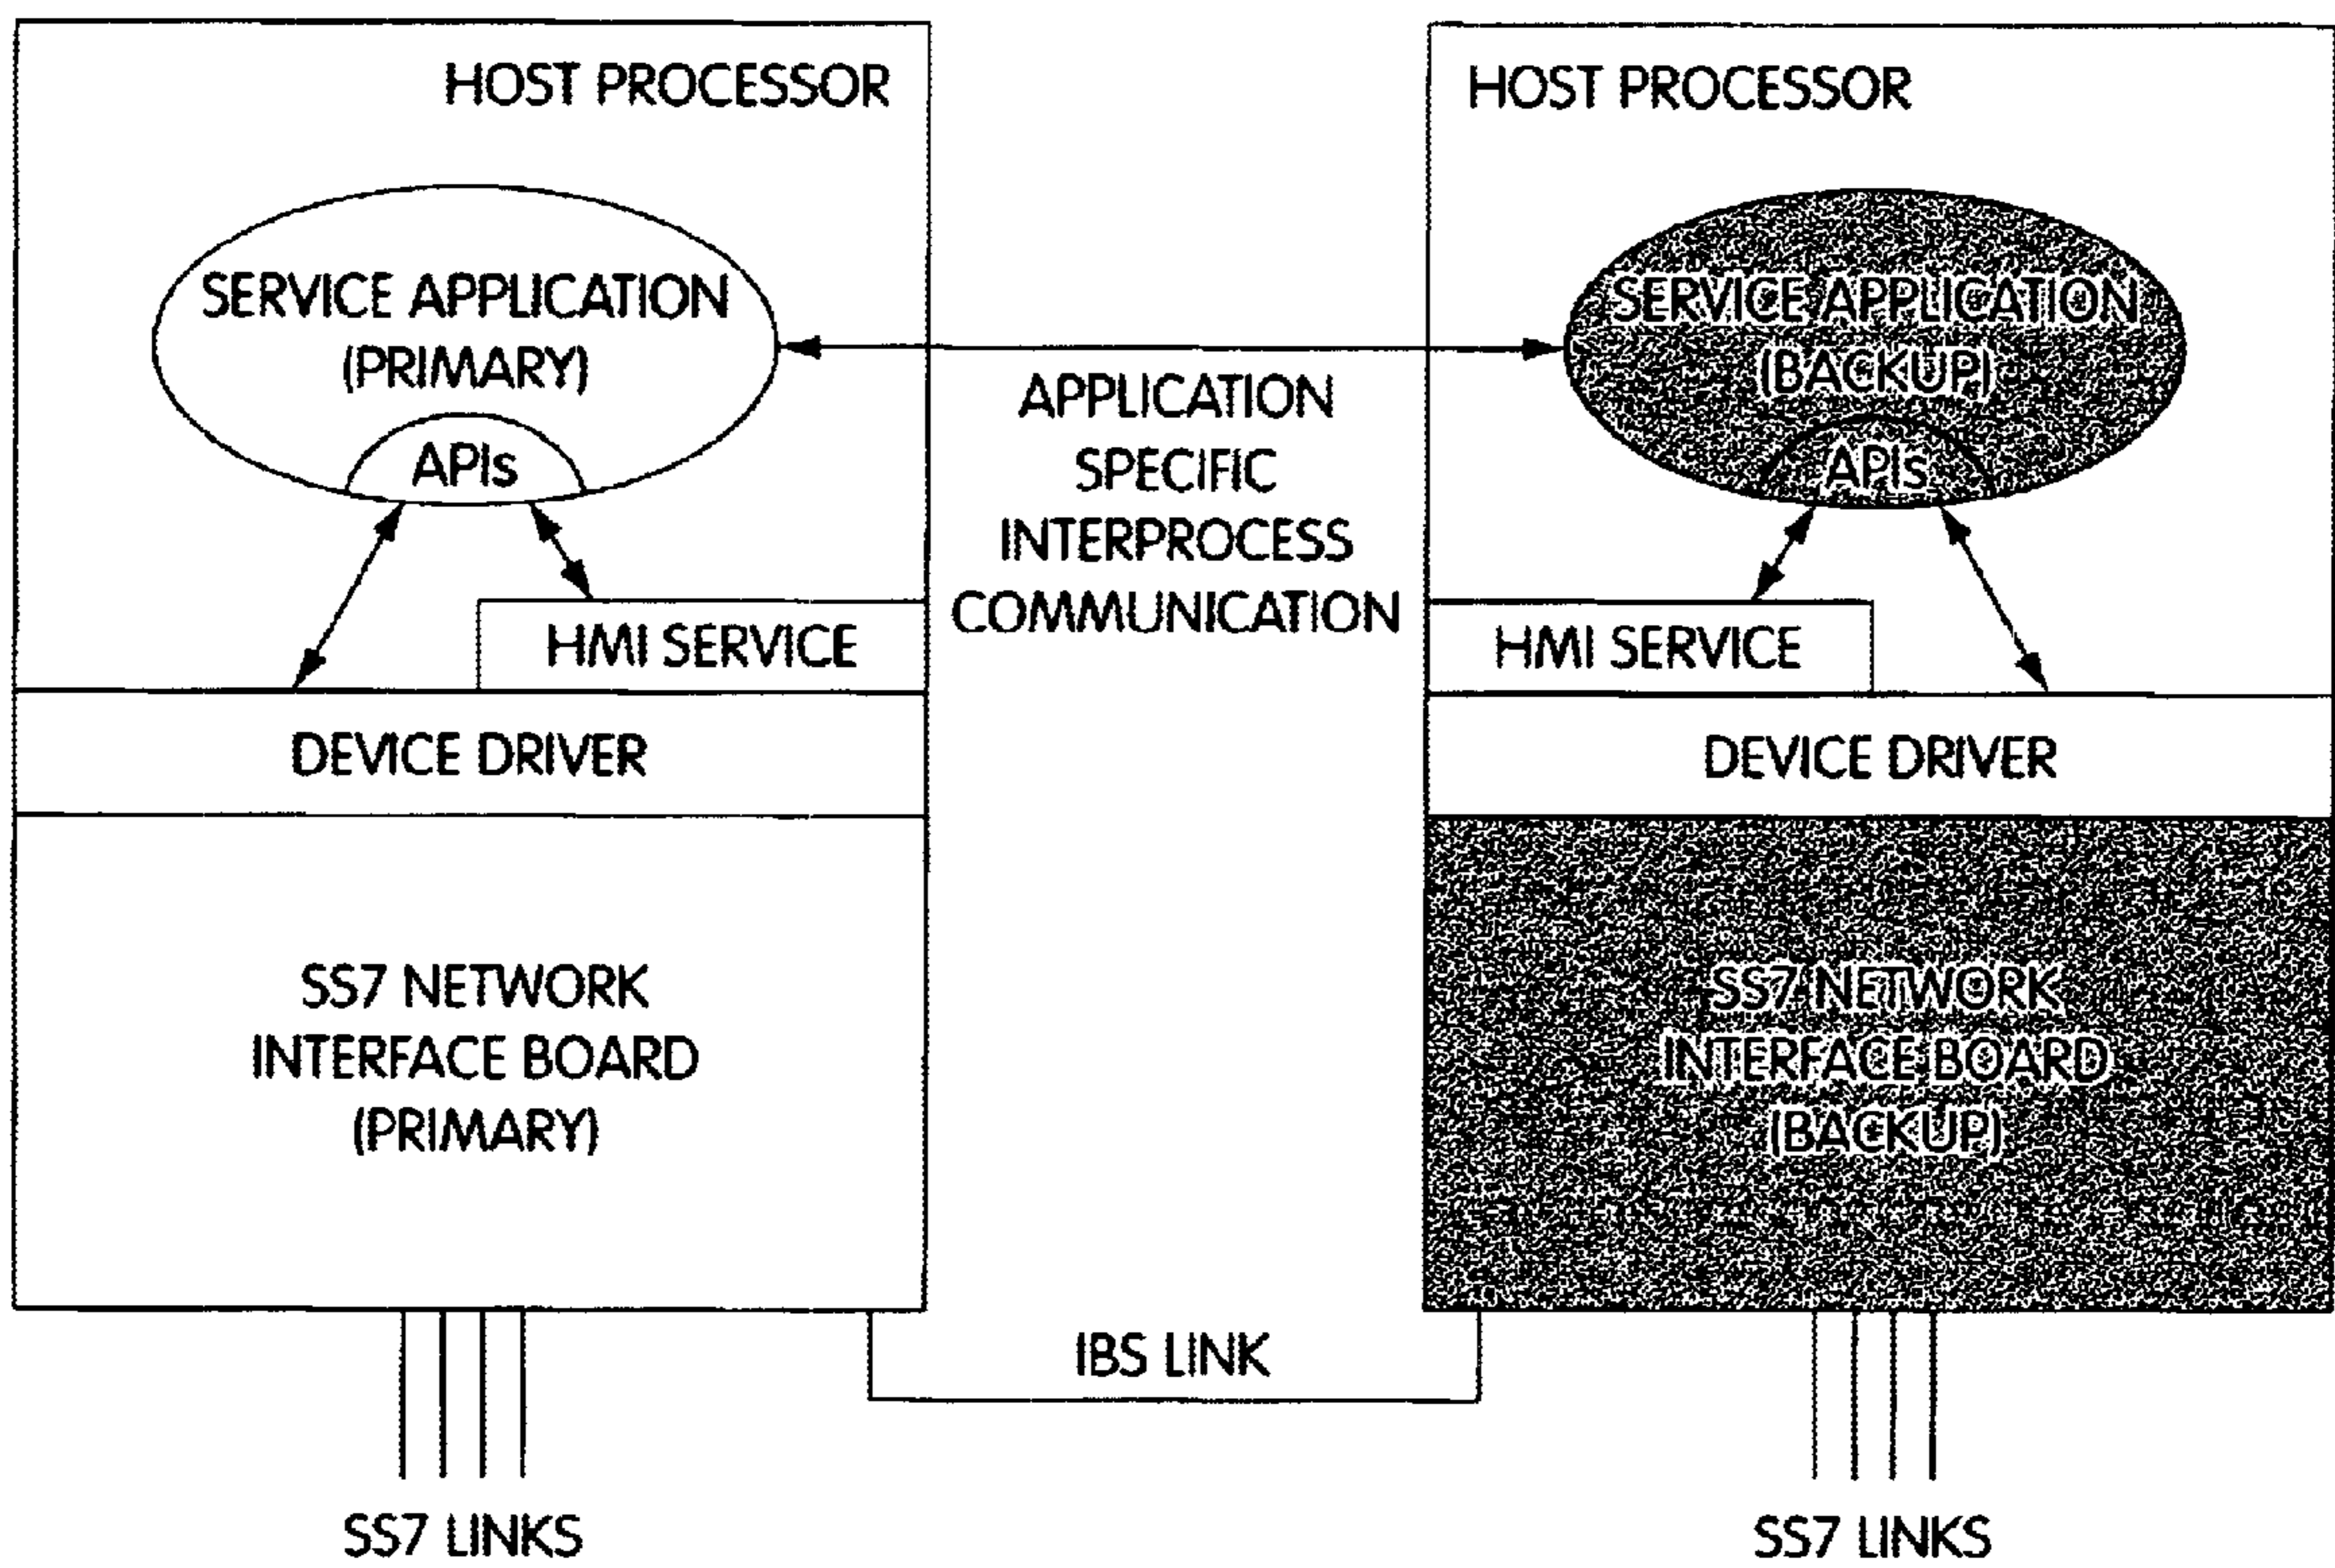 HOST PROCESSOR
SERVICE APPLICATION
(PRIMARY)
APIs
HMI SERVICE
DEVICE DRIVER
SS7 NETWORK
INTERFACE BOARD
(PRIMARY)
SS7 LINKS
APPLICATION
SPECIFIC
INTERPROCESS
COMMUNICATION
IBS LINK
HOST PROCESSOR
SERVICE APPLICATION
(BACKUP)
APIs
HMI SERVICE
DEVICE DRIVER
SS7 NETWORK
INTERFACE BOARD
(BACKUP)
SS7 LINKS